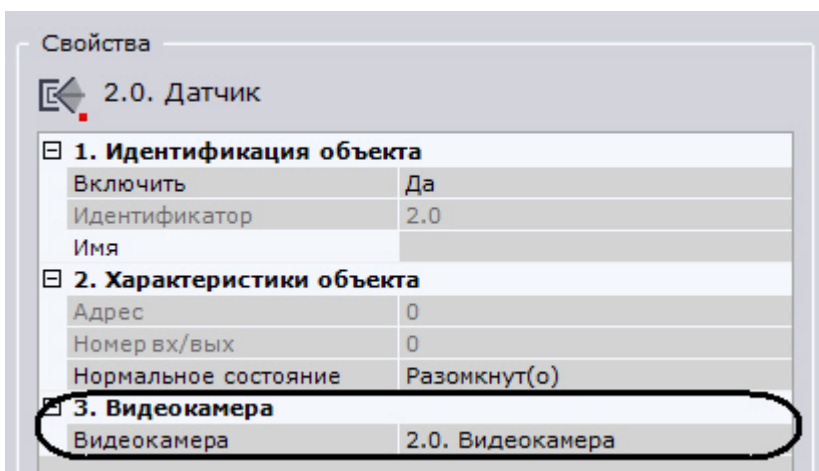 Свойства
2.0. Датчик
1. Идентификация объекта
Включить Да
Идентификатор 2.0
Имя
2. Характеристики объекта
Адрес 0
Номер вх/вых 0
Нормальное состояние Разомкнут(о)
3. Видеокамера
Видеокамера 2.0. Видеокамера